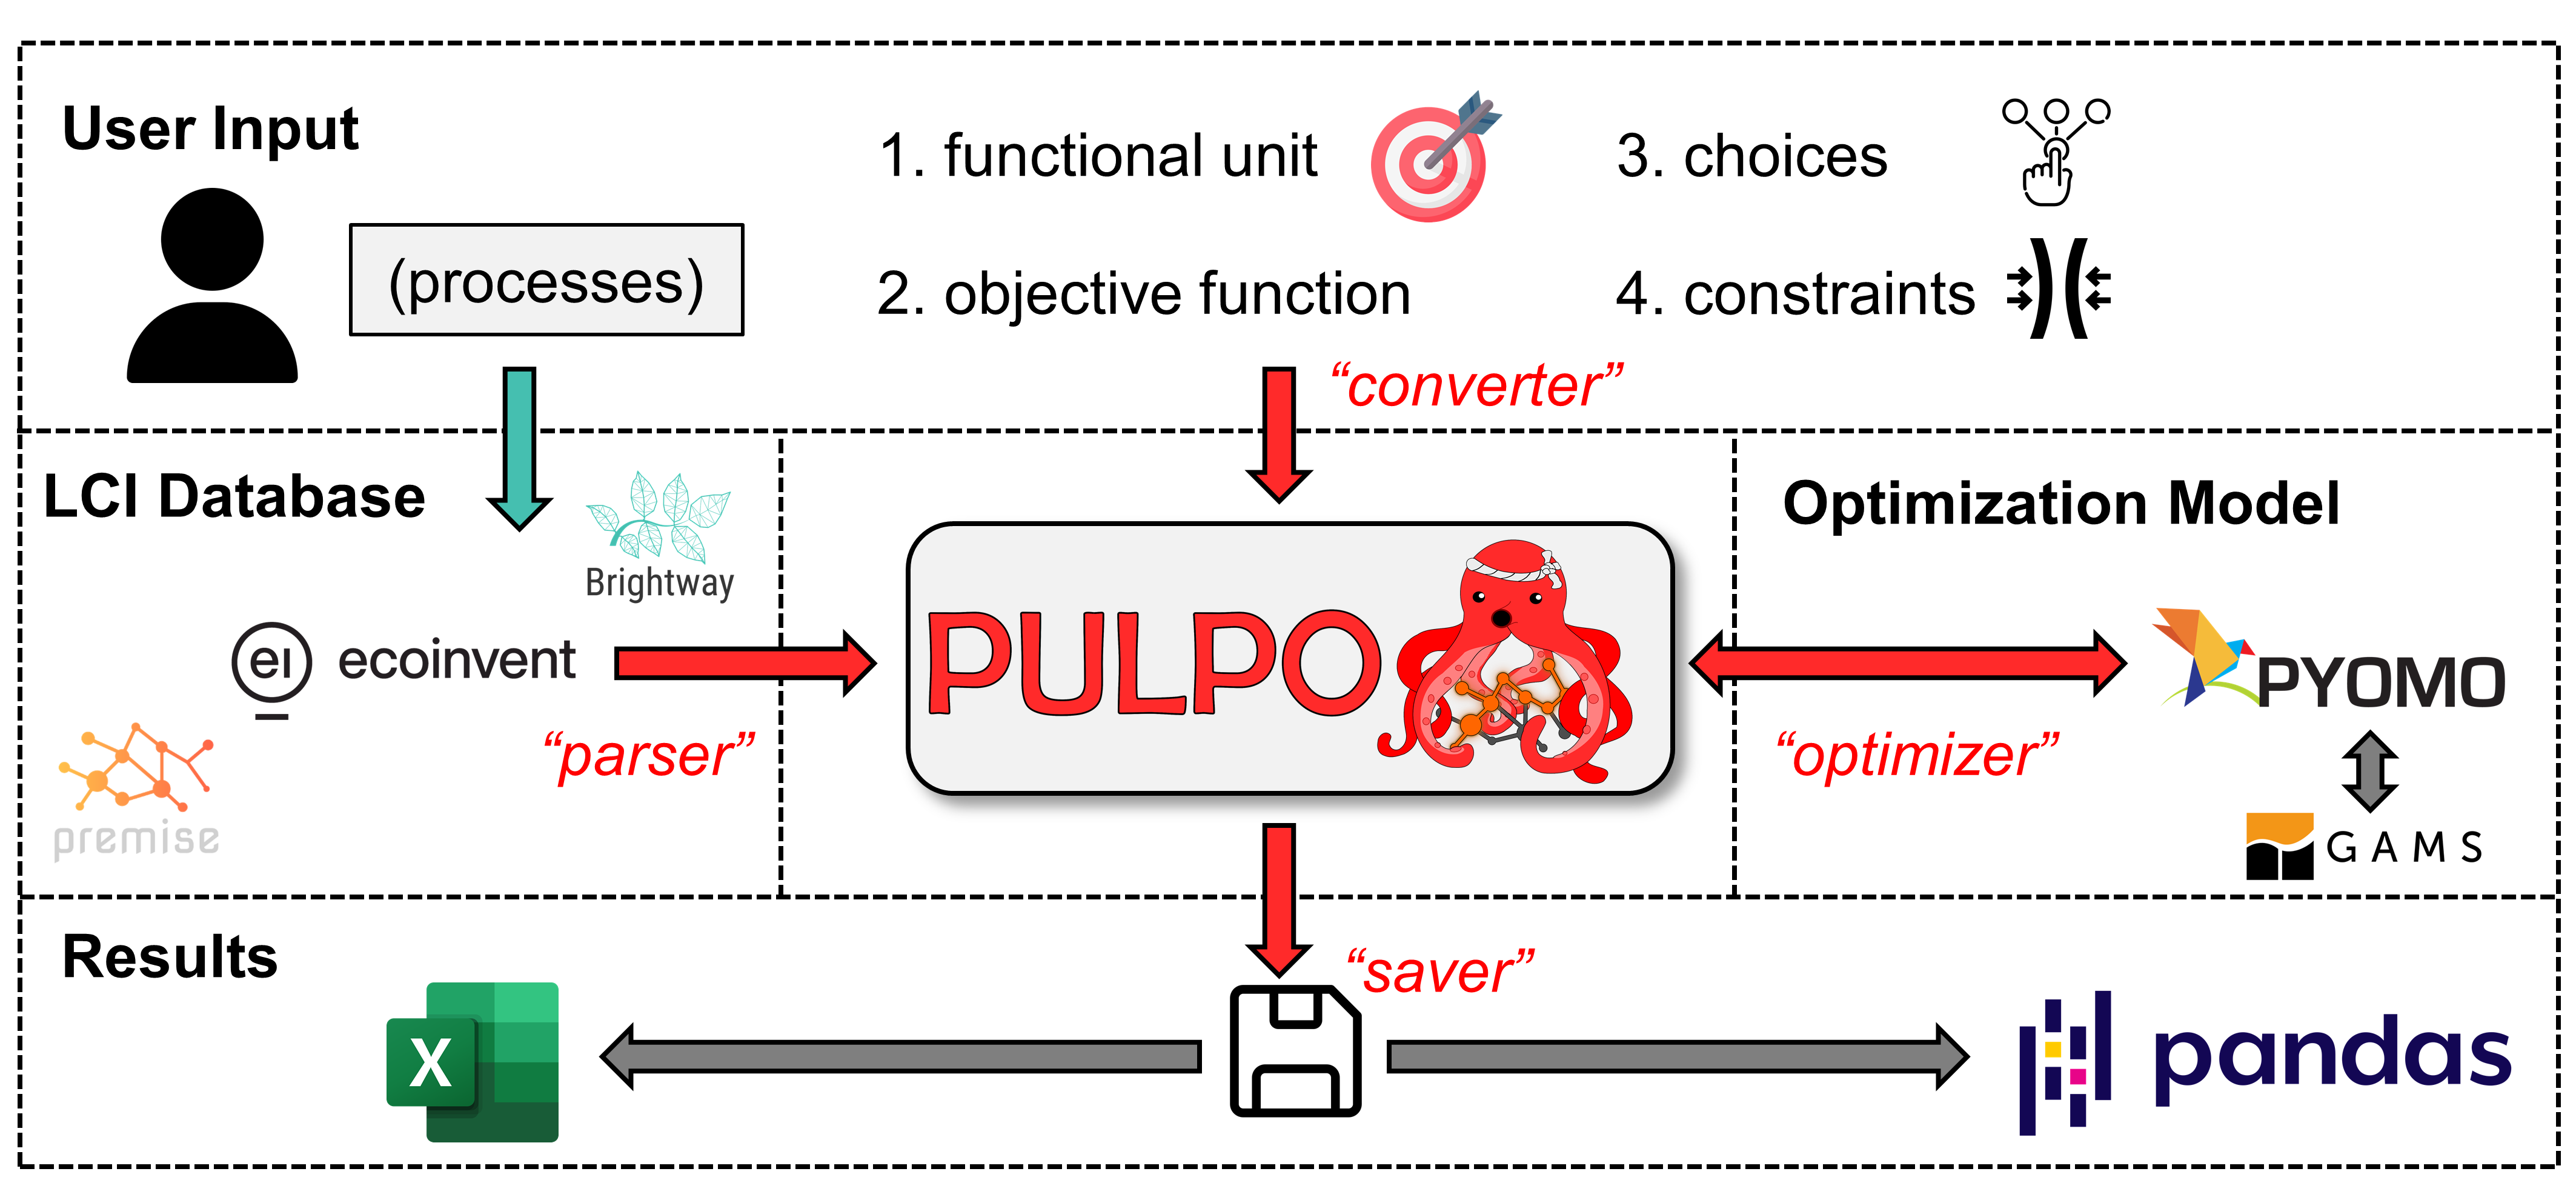 User Input
(processes)
1. functional unit
2. objective function
3. choices
4. constraints
“converter”
LCI Database
Brightway
ecoinvent
eı
premise
“parser”
PULPO
Optimization Model
“optimizer”
PYOMO
GAMS
Results
“saver”
X
pandas